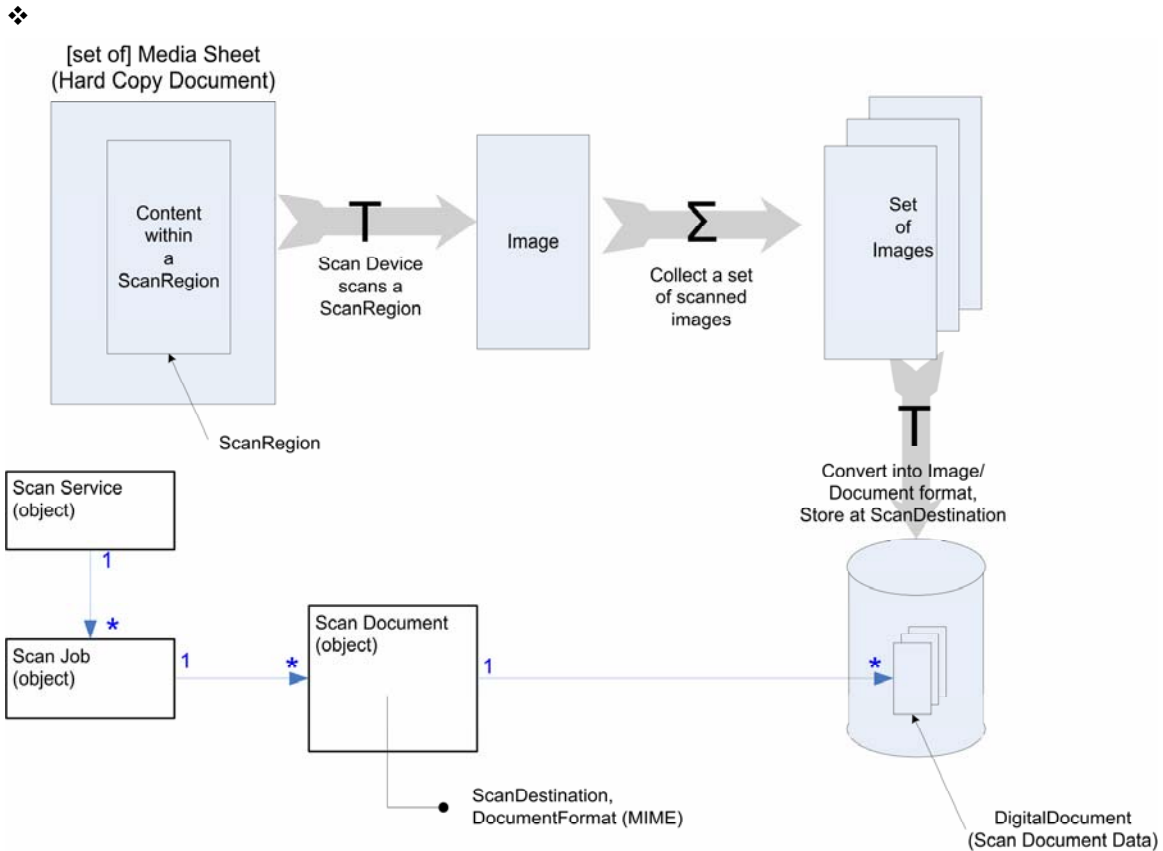 ❖
[set of] Media Sheet
(Hard Copy Document)
Content
within
a
ScanRegion
T
Scan Device
scans a
ScanRegion
Image
Σ
Collect a set
of scanned
images
Set
of
Images
ScanRegion
T
Convert into Image/
Document format,
Store at ScanDestination
Scan Service
(object)
1
*
Scan Job
(object)
1
*
Scan Document
(object)
1
*
ScanDestination,
DocumentFormat (MIME)
DigitalDocument
(Scan Document Data)